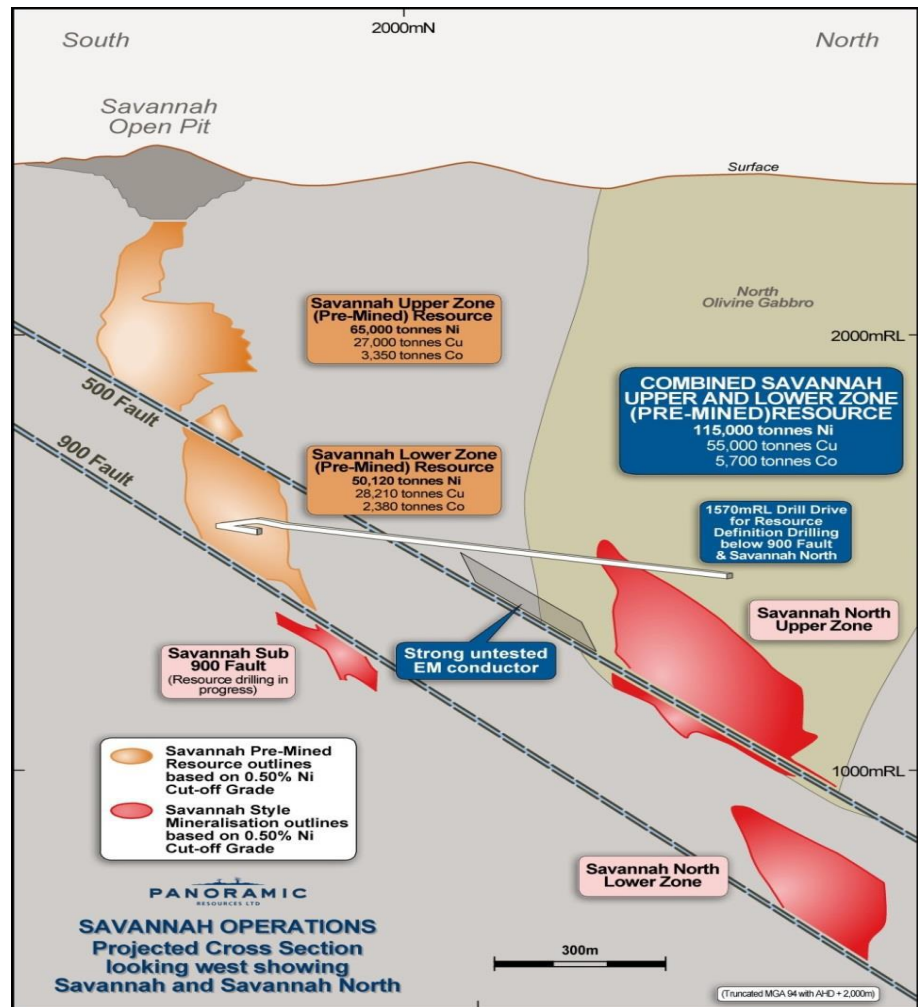 2000mN
South
North
Savannah
Open Pit
Surface
North
Olivine Gabbro
Savannah Upper Zone
(Pre-Mined) Resource
65,000 tonnes Ni
27,000 tonnes Cu
3,350 tonnes Co
2000mRL
COMBINED SAVANNAH
UPPER AND LOWER ZONE
(PRE-MINED)RESOURCE
115,000 tonnes Ni
55,000 tonnes Cu
5,700 tonnes Co
500 Fault
900 Fault
Savannah Lower Zone
(Pre-Mined) Resource
50,120 tonnes Ni
28,210 tonnes Cu
2,380 tonnes Co
1570mRL Drill Drive
for Resource
Definition Drilling
below 900 Fault
& Savannah North
Savannah North
Upper Zone
Strong untested
EM conductor
Savannah Sub
900 Fault
(Resource drilling in
progress)
Savannah Pre-Mined
Resource outlines
based on 0.50% Ni
Cut-off Grade
Savannah Style
Mineralisation outlines
based on 0.50% Ni
Cut-off Grade
1000mRL
Savannah North
Lower Zone
PANORAMIC
RESOURCES LTD
SAVANNAH OPERATIONS
Projected Cross Section
looking west showing
Savannah and Savannah North
300m
(Truncated MGA 94 with AHD + 2,000m)